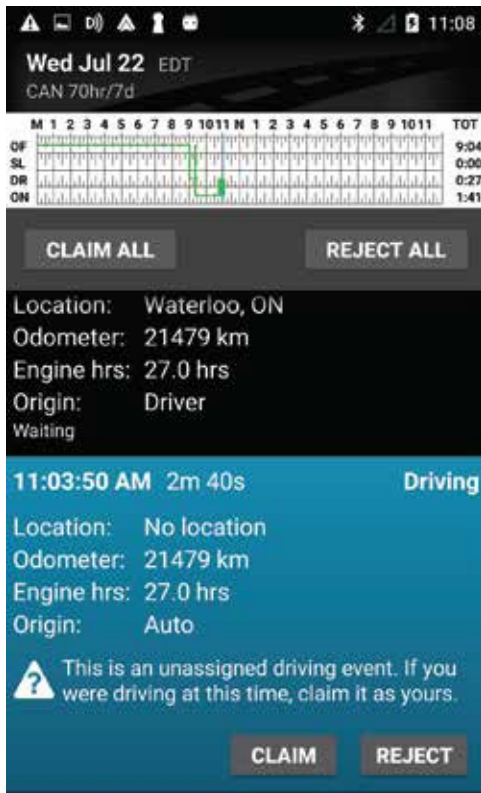 11:08
Wed Jul 22 EDT
CAN 70hr/7d
M 1 2 3 4 5 6 7 8 9 10 11 N 1 2 3 4 5 6 7 8 9 10 11 TOT
OF 9:04
SL 0:00
DR 0:27
ON 1:41
CLAIM ALL REJECT ALL
Location: Waterloo, ON
Odometer: 21479 km
Engine hrs: 27.0 hrs
Origin: Driver
Waiting
11:03:50 AM 2m 40s Driving
Location: No location
Odometer: 21479 km
Engine hrs: 27.0 hrs
Origin: Auto
This is an unassigned driving event. If you
were driving at this time, claim it as yours.
CLAIM REJECT